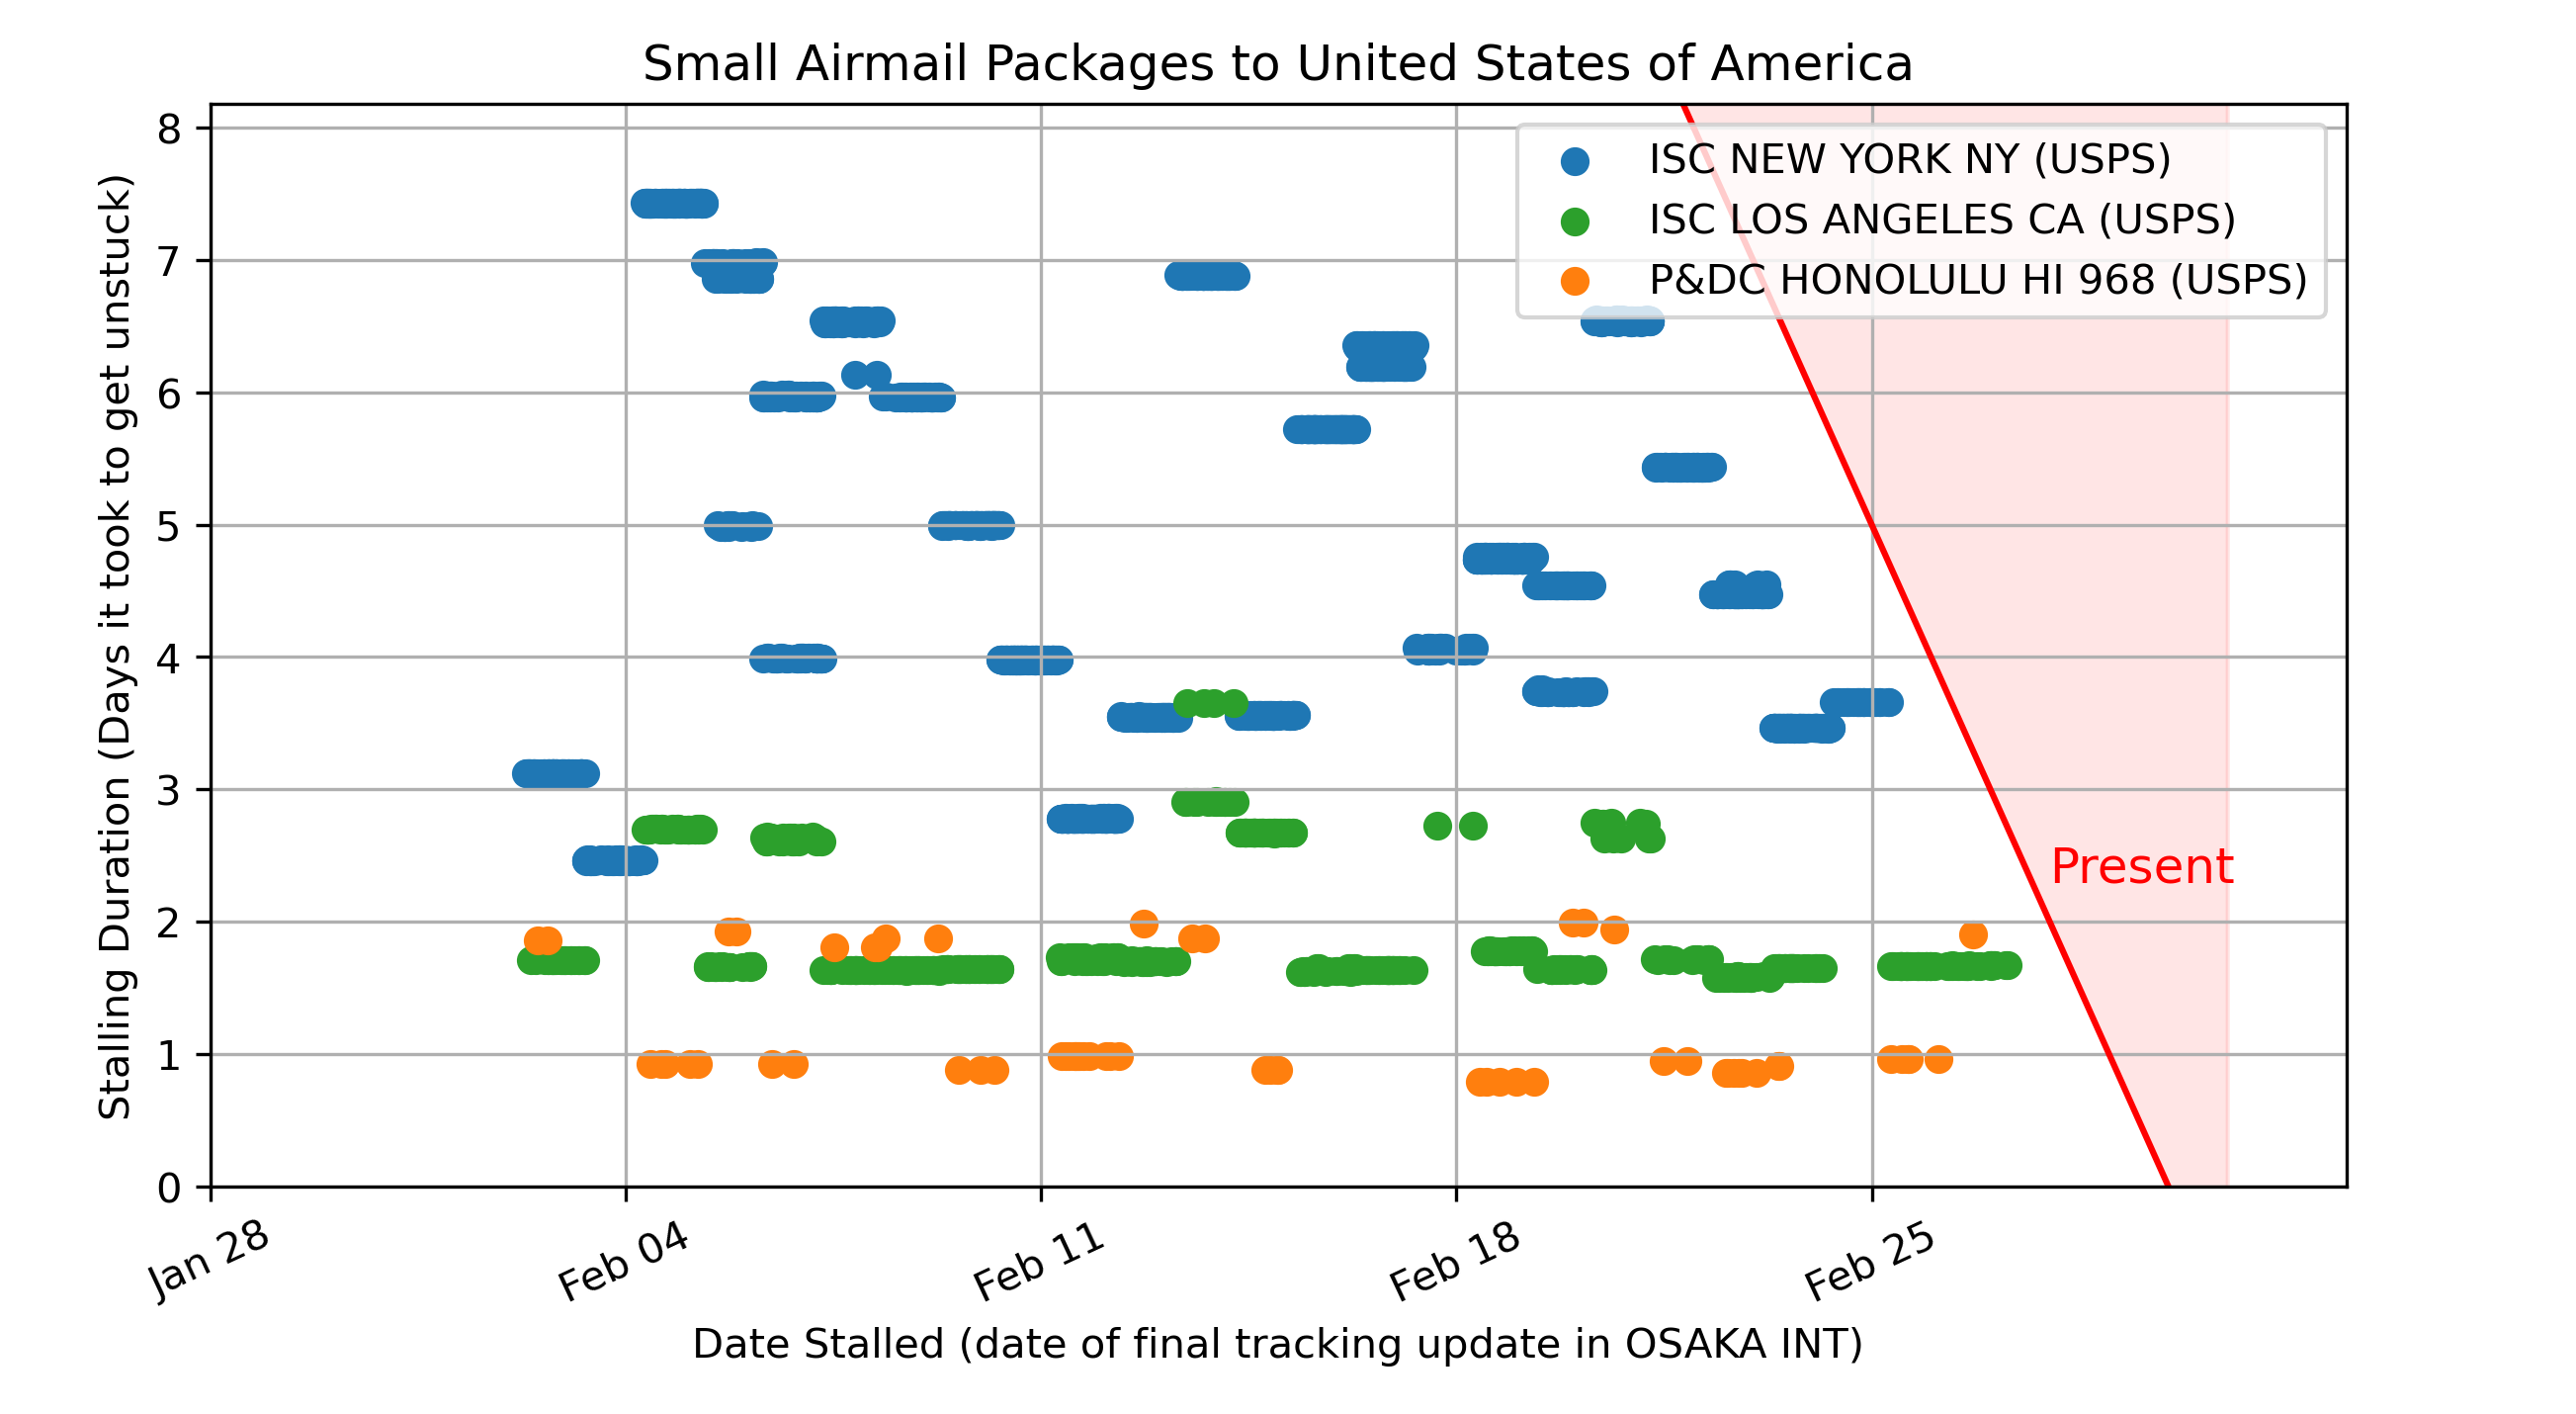 Small Airmail Packages to United States of America
Stalling Duration (Days it took to get unstuck)
8
7
6
5
4
3
2
1
0
ISC NEW YORK NY (USPS)
ISC LOS ANGELES CA (USPS)
P&DC HONOLULU HI 968 (USPS)
Present
Jan 28
Feb 04
Feb 11
Feb 18
Feb 25
Date Stalled (date of final tracking update in OSAKA INT)